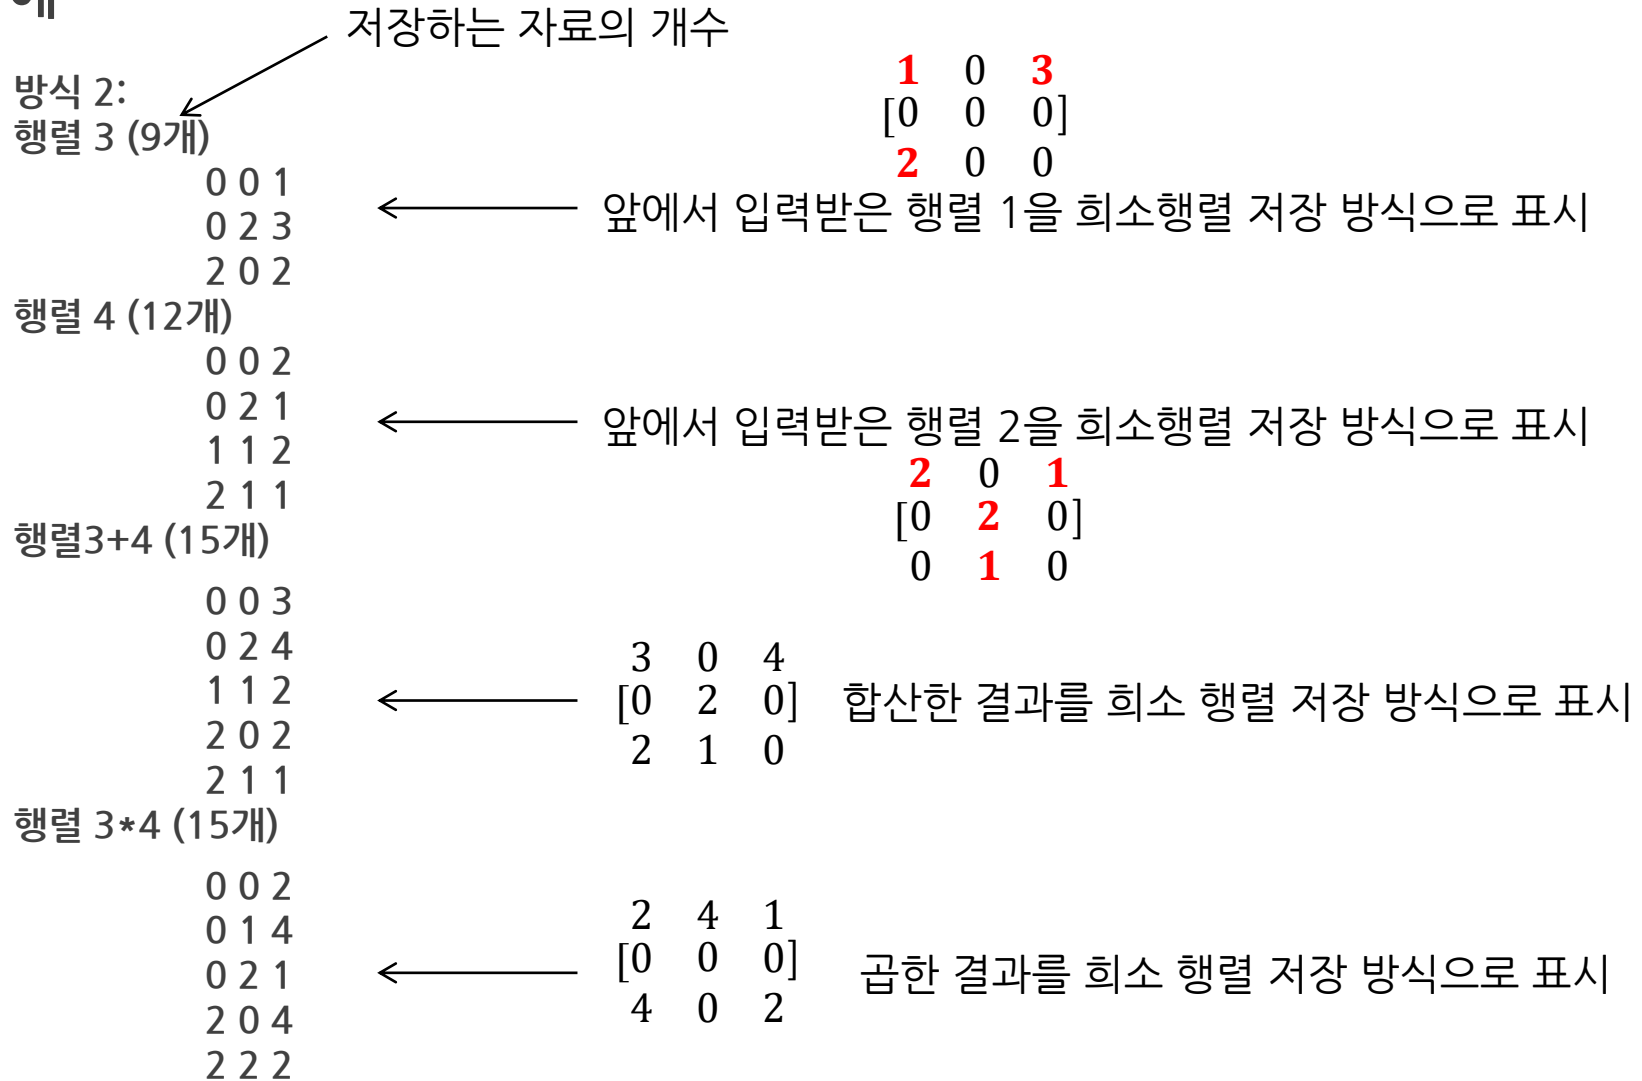 저장하는 자료의 개수
방식 2:
행렬 3 (9개)
0 0 1
0 2 3
2 0 2
1 0 3
[0 0 0]
2 0 0
앞에서 입력받은 행렬 1을 희소행렬 저장 방식으로 표시
행렬 4 (12개)
0 0 2
0 2 1
1 1 2
2 1 1
앞에서 입력받은 행렬 2을 희소행렬 저장 방식으로 표시
2 0 1
[0 2 0]
0 1 0
행렬3+4 (15개)
0 0 3
0 2 4
1 1 2
2 0 2
2 1 1
3 0 4
[0 2 0]
2 1 0
합산한 결과를 희소 행렬 저장 방식으로 표시
행렬 3*4 (15개)
0 0 2
0 1 4
0 2 1
2 0 4
2 2 2
2 4 1
[0 0 0]
4 0 2
곱한 결과를 희소 행렬 저장 방식으로 표시